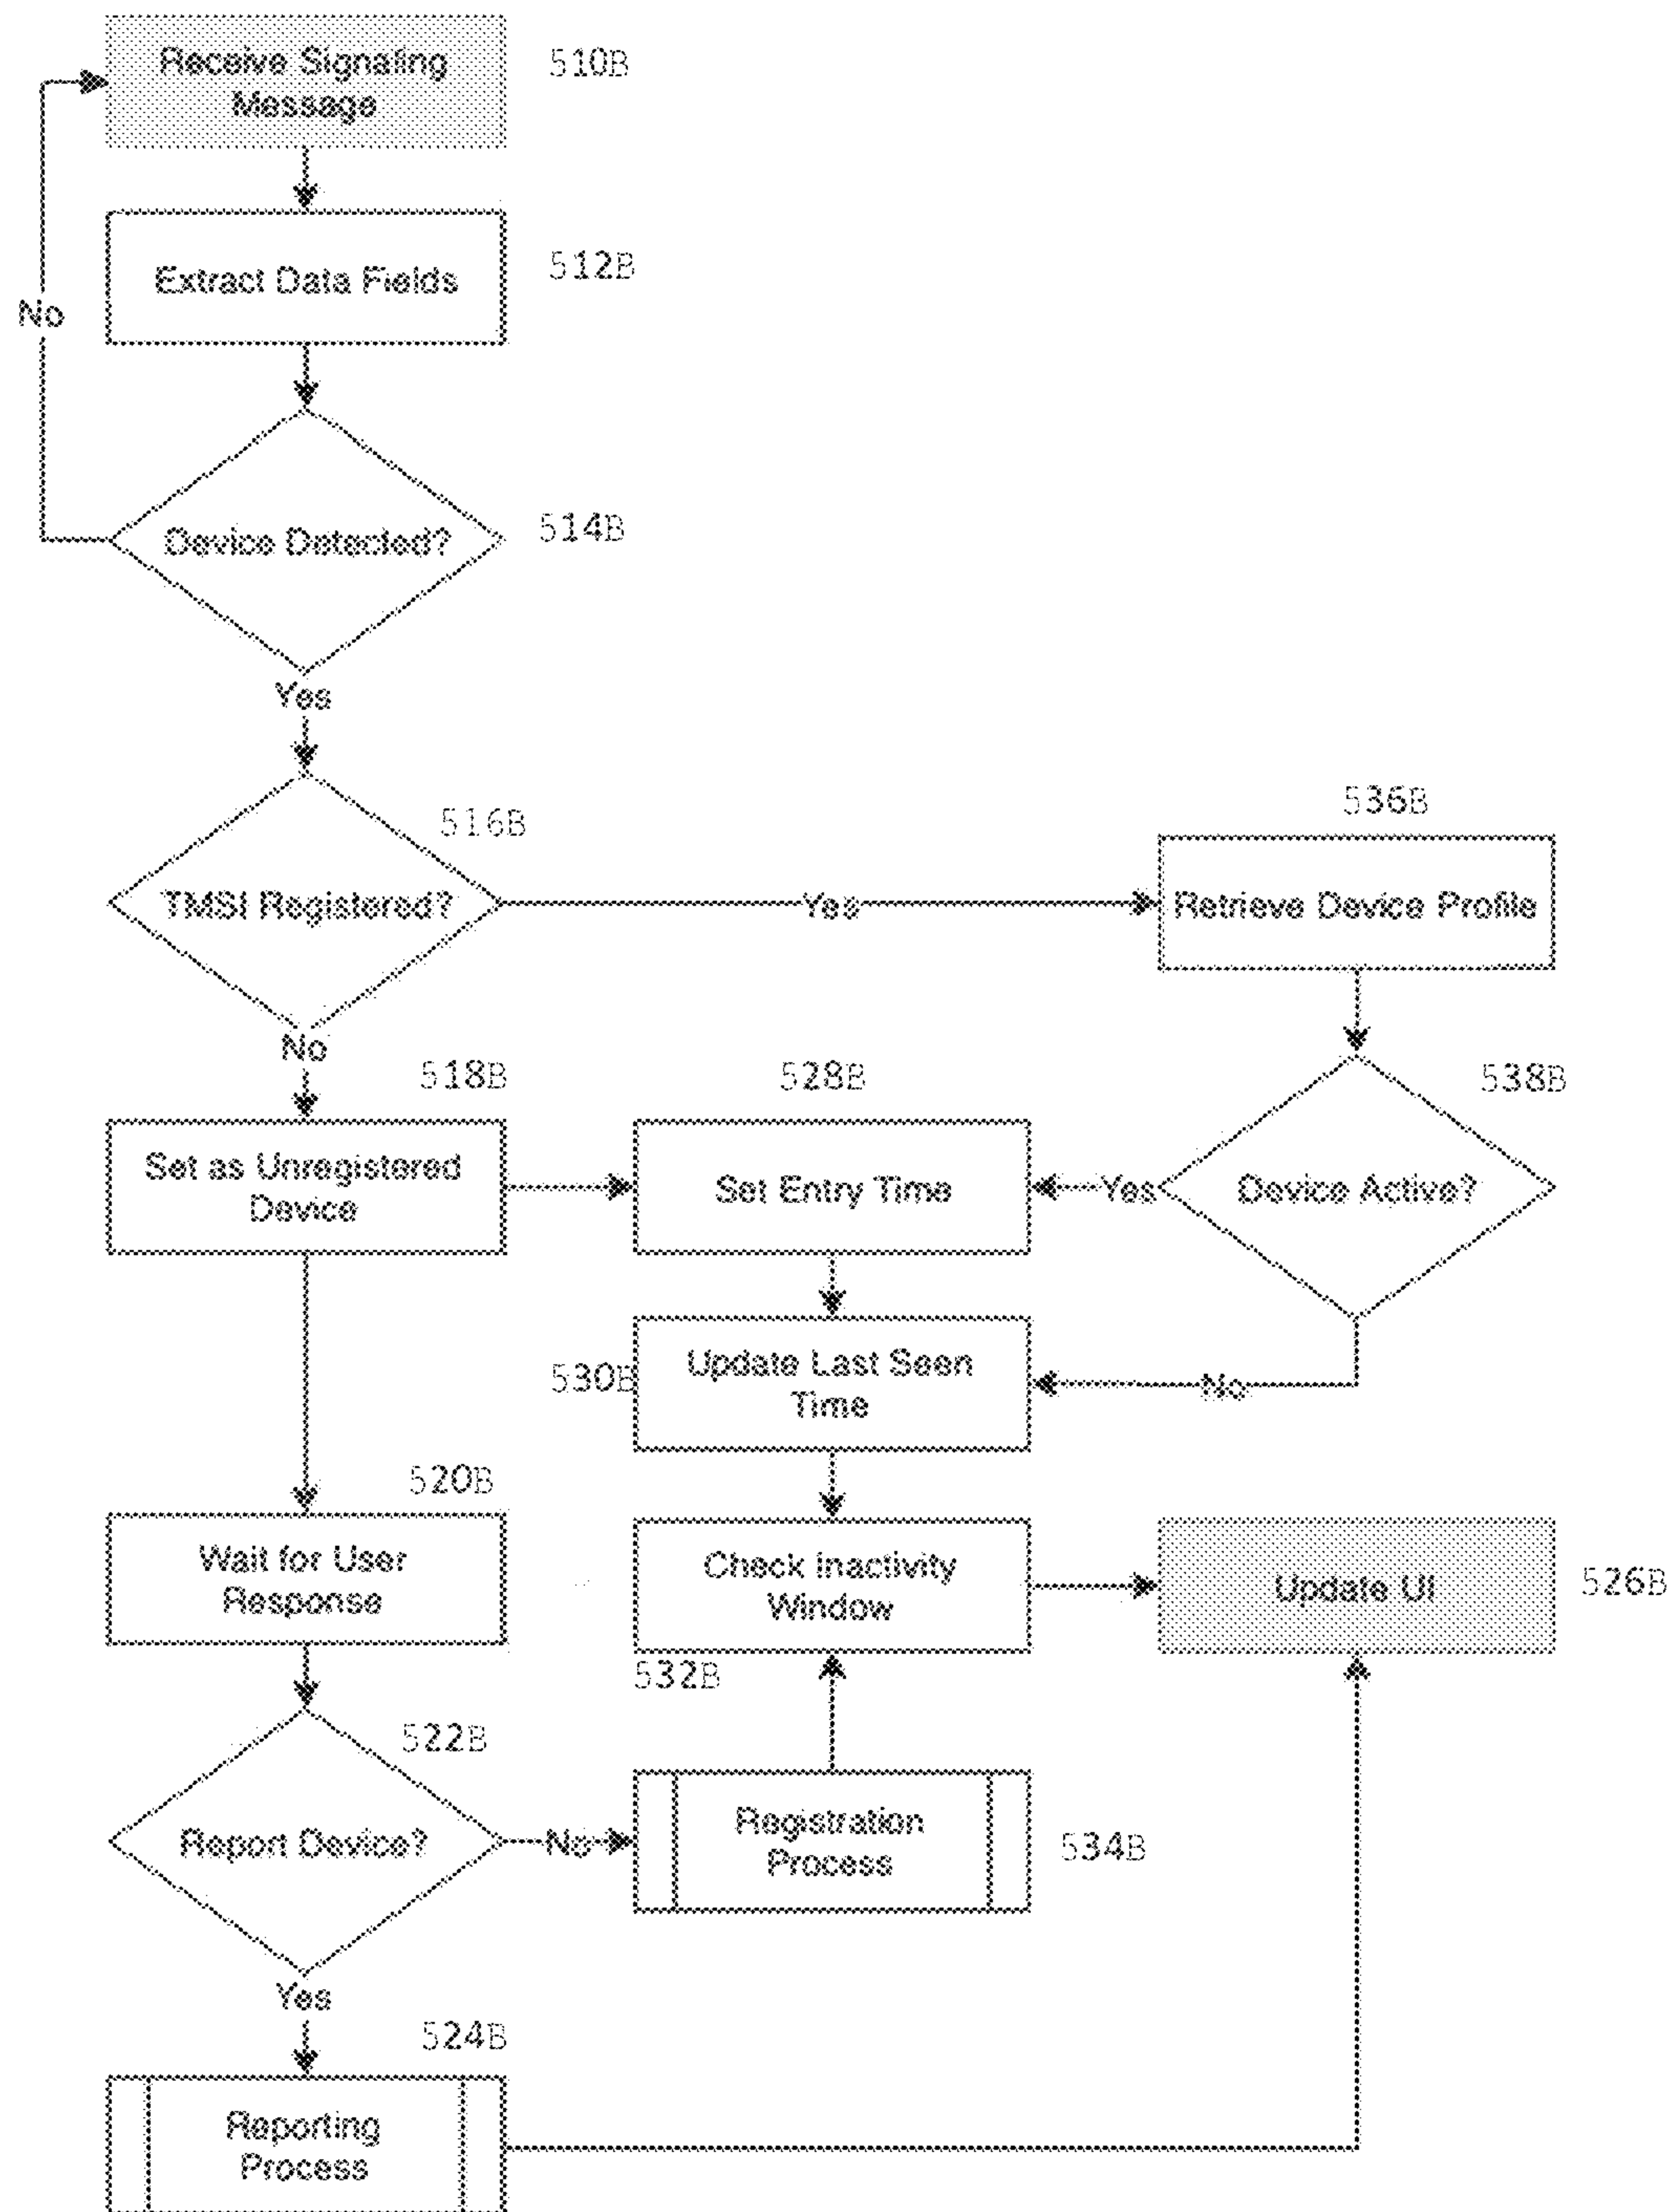 Receive Signaling
Message
510B
Extract Data Fields
512B
No
Device Detected?
514B
Yes
516B
TMSI Registered?
Yes
536B
Retrieve Device Profile
No
518B
528B
538B
Set as Unregistered
Device
Set Entry Time
Yes
Device Active?
530B
Update Last Seen
Time
No
520B
Wait for User
Response
Check Inactivity
Window
Update UI
526B
532B
522B
Report Device?
No
Registration
Process
534B
Yes
524B
Reporting
Process